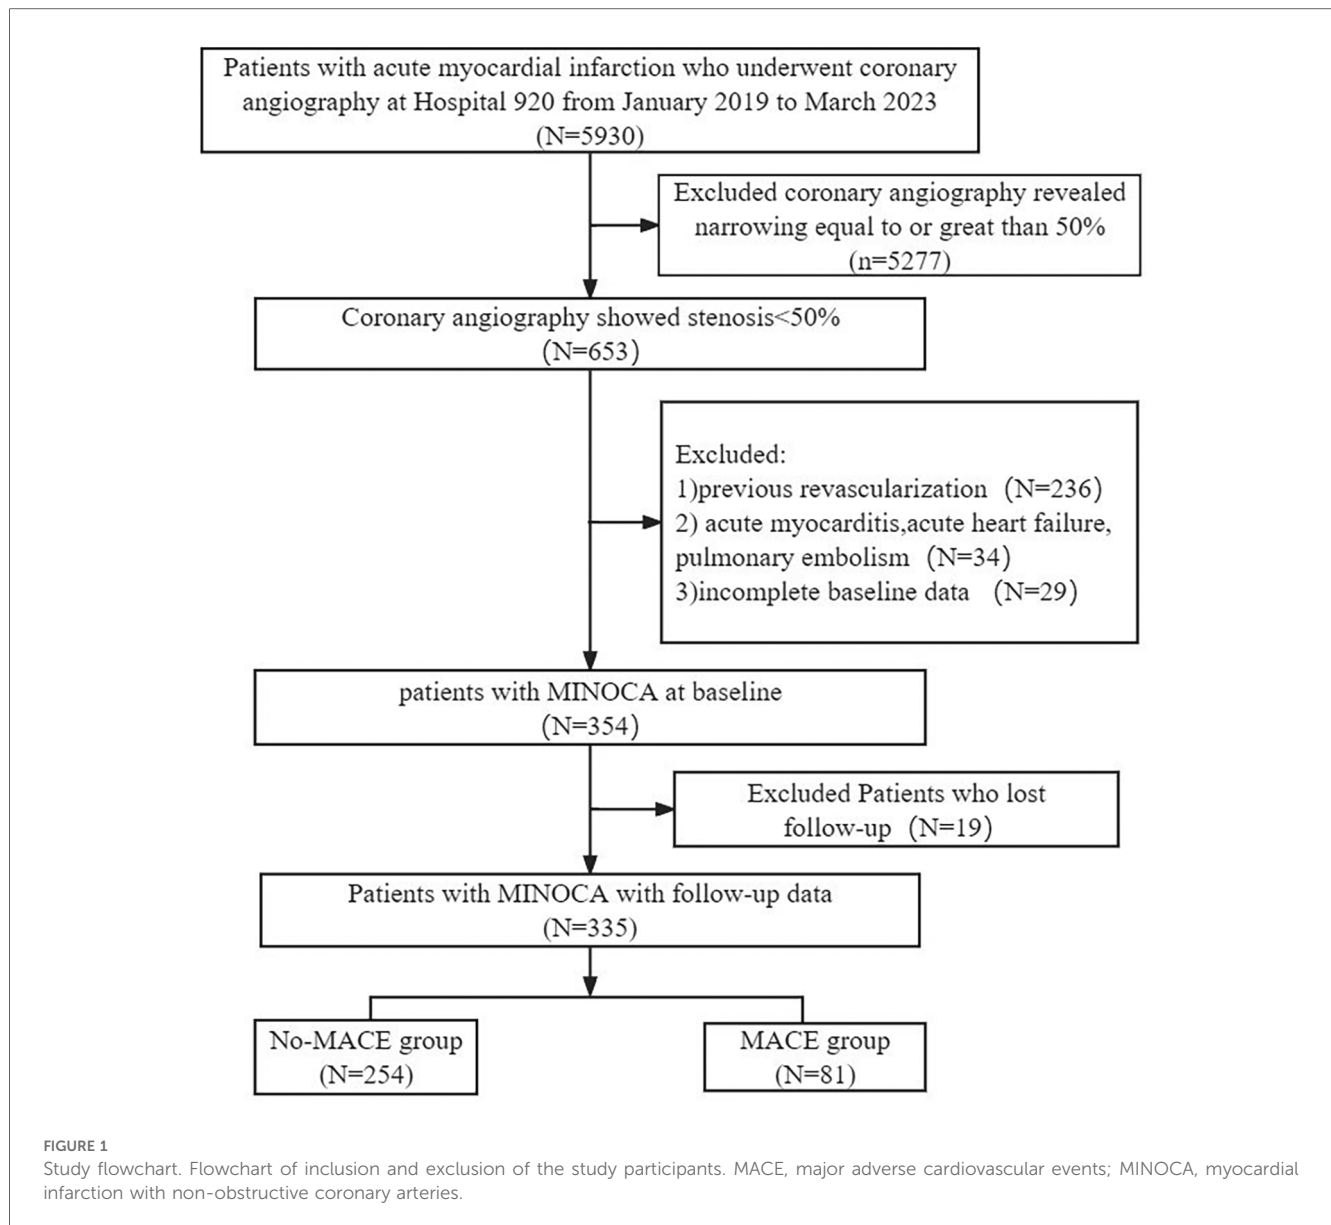 Patients with acute myocardial infarction who underwent coronary
angiography at Hospital 920 from January 2019 to March 2023
(N=5930)
Excluded coronary angiography revealed
narrowing equal to or great than 50%
(n=5277)
Coronary angiography showed stenosis<50%
(N=653)
Excluded:
1)previous revascularization (N=236)
2) acute myocarditis,acute heart failure,
pulmonary embolism (N=34)
3)incomplete baseline data (N=29)
patients with MINOCA at baseline
(N=354)
Excluded Patients who lost
follow-up (N=19)
Patients with MINOCA with follow-up data
(N=335)
No-MACE group
(N=254)
MACE group
(N=81)
FIGURE 1
Study flowchart. Flowchart of inclusion and exclusion of the study participants. MACE, major adverse cardiovascular events; MINOCA, myocardial
infarction with non-obstructive coronary arteries.